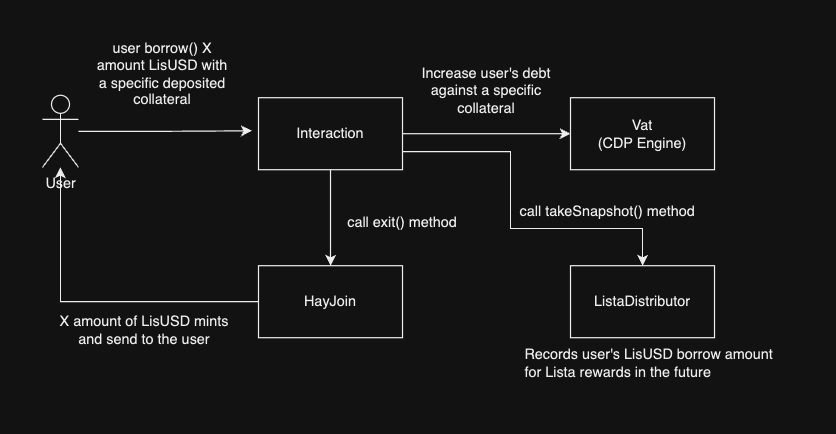 user borrow() X
amount LisUSD with
a specific deposited
collateral
Increase user's debt
against a specific
collateral
Interaction
Vat
(CDP Engine)
User
call exit() method
call takeSnapshot() method
HayJoin
ListaDistributor
X amount of LisUSD mints
and send to the user
Records user's LisUSD borrow amount
for Lista rewards in the future